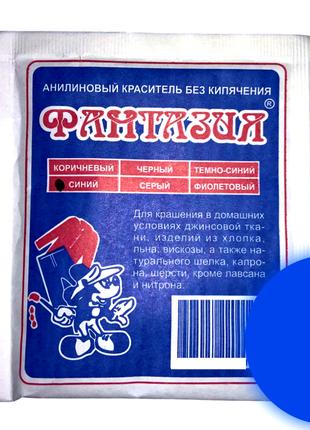 АНИЛИНОВЫЙ КРАСИТЕЛЬ БЕЗ КИПЯЧЕНИЯ
ФАНТАЗИЯ®
КОРИЧНЕВЫЙ ЧЕРНЫЙ ТЕМНО-СИНИЙ
СИНИЙ СЕРЫЙ ФИОЛЕТОВЫЙ
Для крашения в домашних
условиях джинсовой тка-
ни, изделий из хлопка,
льна, вискозы, а также на-
турального шелка, капро-
на, шерсти, кроме лавсана
и нитрона.